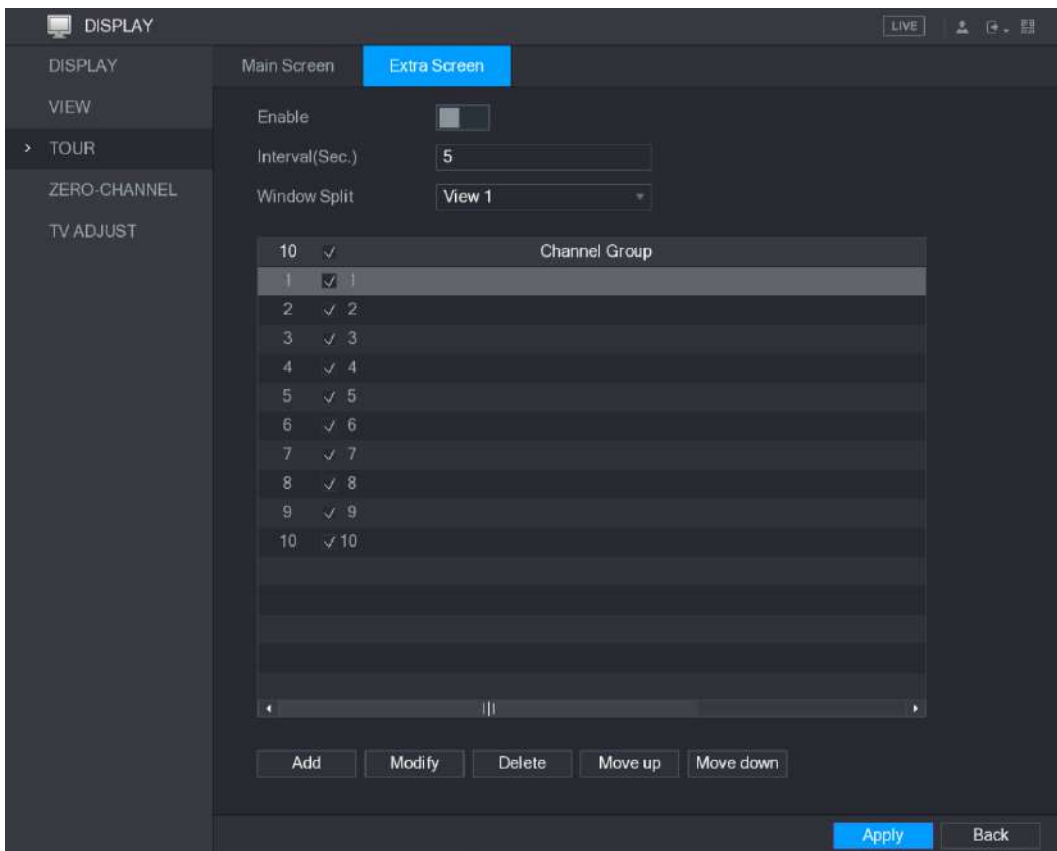 DISPLAY LIVE
DISPLAY
VIEW
TOUR
ZERO-CHANNEL
TV ADJUST
Main Screen Extra Screen
Enable
Interval(Sec.) 5
Window Split View 1
10 Channel Group
1 1
2 2
3 3
4 4
5 5
6 6
7 7
8 8
9 9
10 10
Add Modify Delete Move up Move down
Apply Back